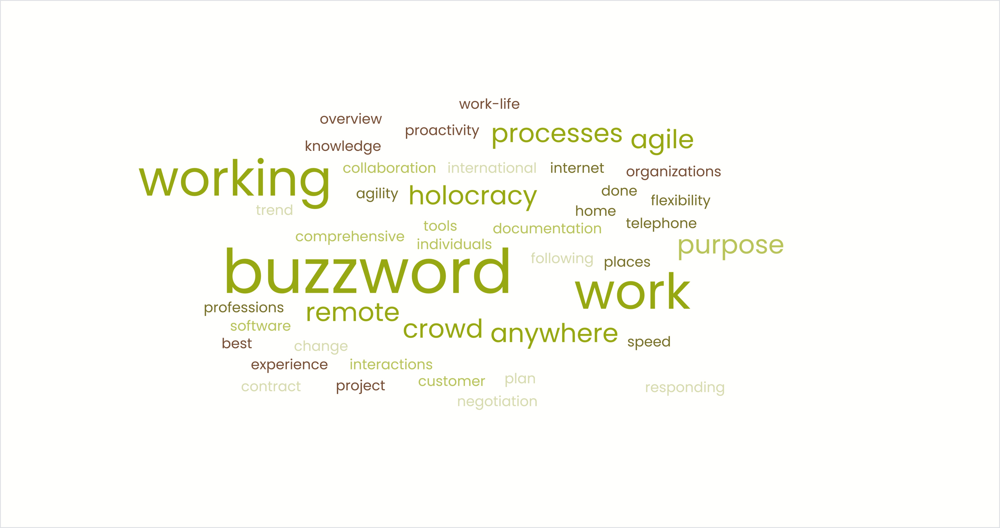 work-life
overview
proactivity processes agile
knowledge
working collaboration international internet organizations
agility holocracy done flexibility
trend home
tools documentation telephone
comprehensive individuals purpose
buzzword following places
work
professions remote
software crowd anywhere speed
best change
experience interactions
contract project customer plan responding
negotiation